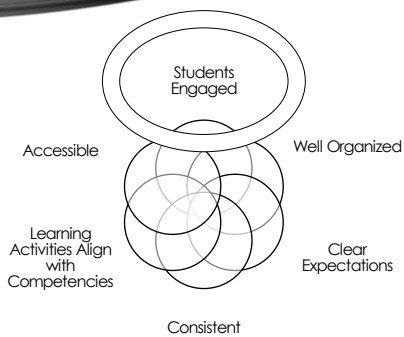 Students
Engaged
Accessible
Well Organized
Learning
Activities Align
with
Competencies
Clear
Expectations
Consistent